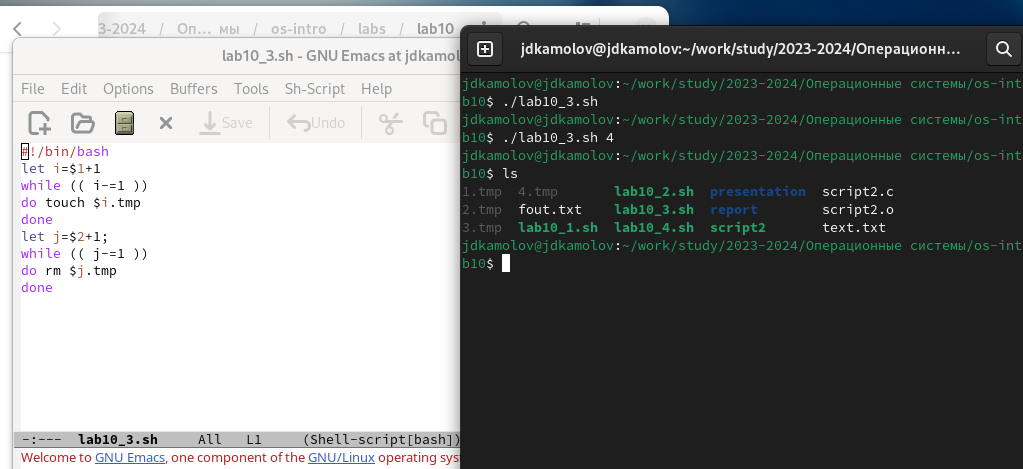 3-2024 / Оп… мы / os-intro / labs / lab10
lab10_3.sh - GNU Emacs at jdkamol
File Edit Options Buffers Tools Sh-Script Help
Save Undo
#!/bin/bash
let i=$1+1
while (( i-=1 ))
do touch $i.tmp
done
let j=$2+1;
while (( j-=1 ))
do rm $j.tmp
done
-:--- lab10_3.sh All L1 (Shell-script[bash])
Welcome to GNU Emacs, one component of the GNU/Linux operating sys
jdkamolov@jdkamolov:~/work/study/2023-2024/Операционн…
jdkamolov@jdkamolov:~/work/study/2023-2024/Операционные системы/os-int
b10$ ./lab10_3.sh
jdkamolov@jdkamolov:~/work/study/2023-2024/Операционные системы/os-int
b10$ ./lab10_3.sh 4
jdkamolov@jdkamolov:~/work/study/2023-2024/Операционные системы/os-int
b10$ ls
1.tmp 4.tmp lab10_2.sh presentation script2.c
2.tmp fout.txt lab10_3.sh report script2.o
3.tmp lab10_1.sh lab10_4.sh script2 text.txt
jdkamolov@jdkamolov:~/work/study/2023-2024/Операционные системы/os-int
b10$